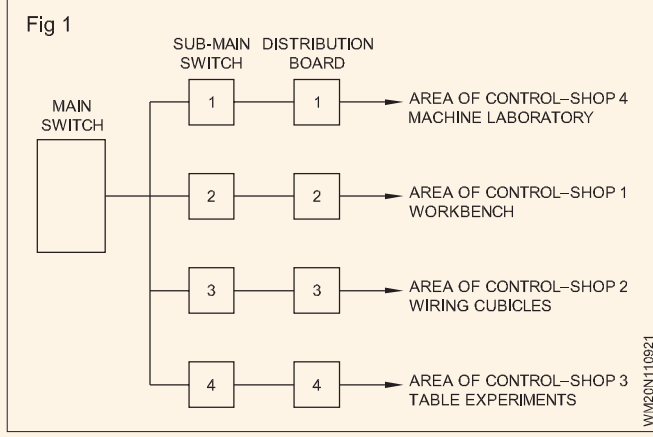 Fig 1
SUB-MAIN
SWITCH
DISTRIBUTION
BOARD
MAIN
SWITCH
1
1
AREA OF CONTROL–SHOP 4
MACHINE LABORATORY
2
2
AREA OF CONTROL–SHOP 1
WORKBENCH
3
3
AREA OF CONTROL–SHOP 2
WIRING CUBICLES
4
4
AREA OF CONTROL–SHOP 3
TABLE EXPERIMENTS
WM20N110921